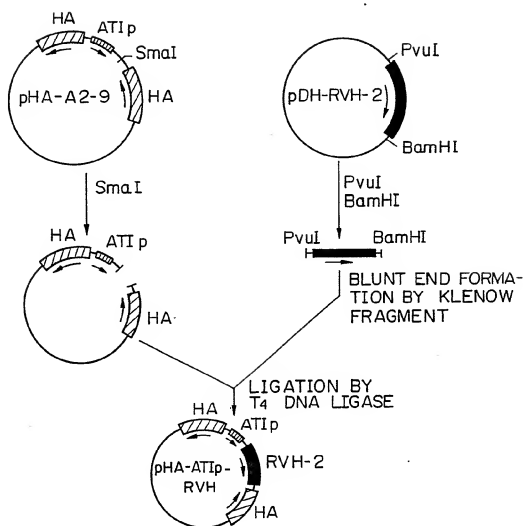 HA
ATIp
SmaI
pHA-A2-9
HA
SmaI
HA
ATIp
HA
PvuI
pDH-RVH-2
BamHI
PvuI
BamHI
PvuI
BamHI
BLUNT END FORMA-
TION BY KLENOW
FRAGMENT
LIGATION BY
T4 DNA LIGASE
HA
ATIp
pHA-ATIp-
RVH
RVH-2
HA